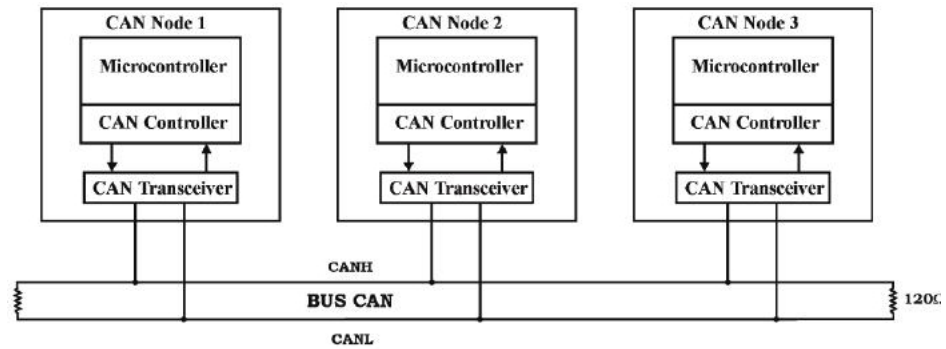 CAN Node 1
Microcontroller
CAN Controller
CAN Transceiver
CAN Node 2
Microcontroller
CAN Controller
CAN Transceiver
CAN Node 3
Microcontroller
CAN Controller
CAN Transceiver
CANH
BUS CAN
120Ω
CANL